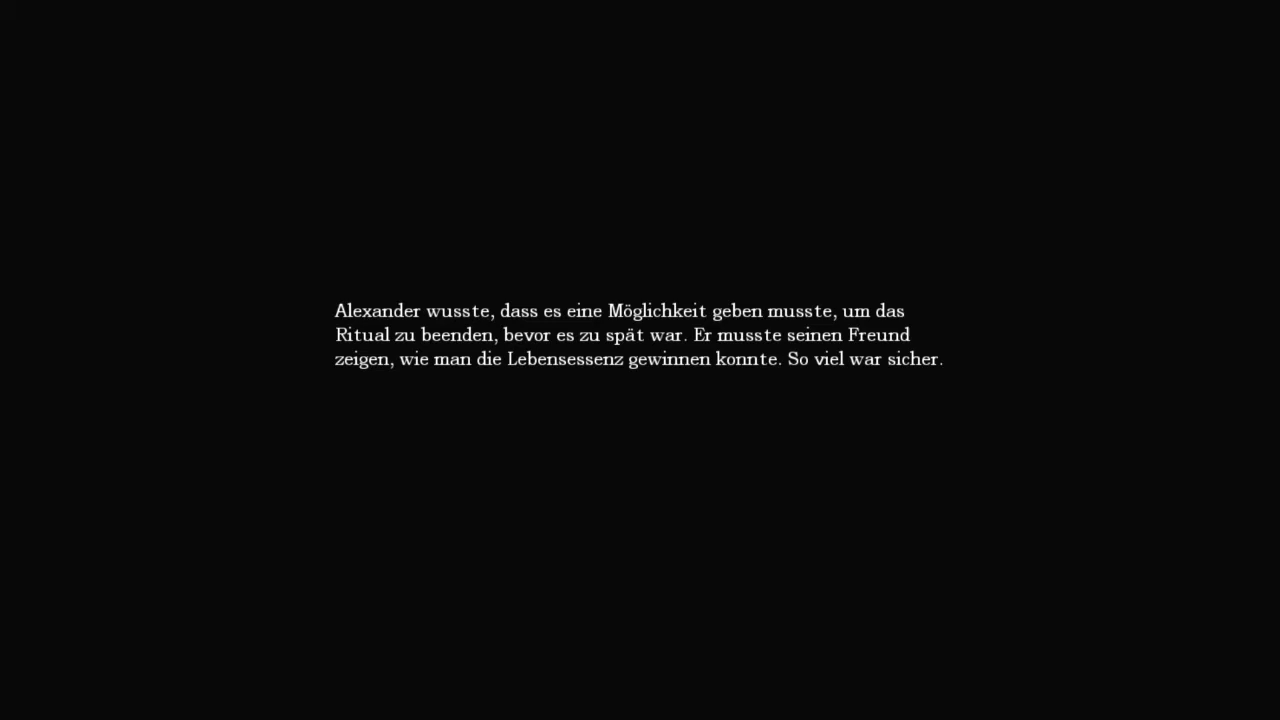 Alexander wusste, dass es eine Möglichkeit geben musste, um das
Ritual zu beenden, bevor es zu spät war. Er musste seinen Freund
zeigen, wie man die Lebensessenz gewinnen konnte. So viel war sicher.